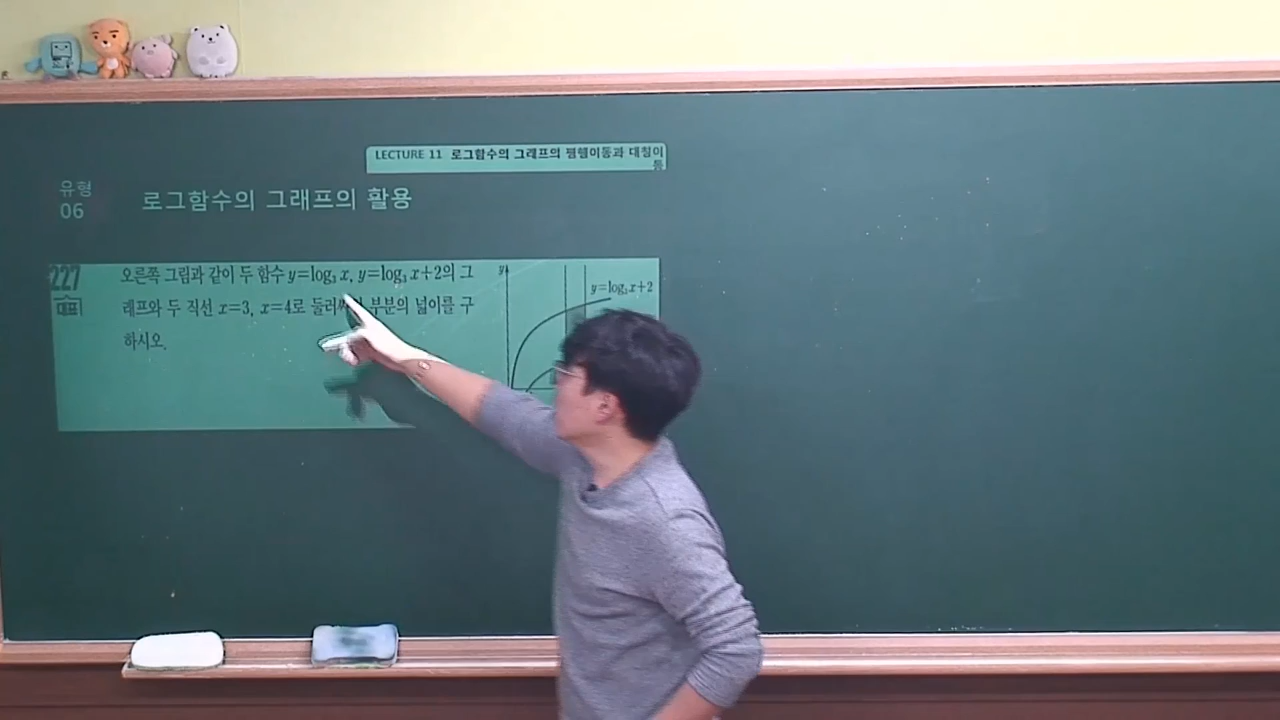 LECTURE 11 로그함수의 그래프의 평행이동과 대칭이
동
유형
06
로그함수의 그래프의 활용
227
대표
오른쪽 그림과 같이 두 함수 y=log₃ x, y=log₃ x+2의 그
래프와 두 직선 x=3, x=4로 부분의 넓이를 구
하시오.
y
y=log₃ x+2